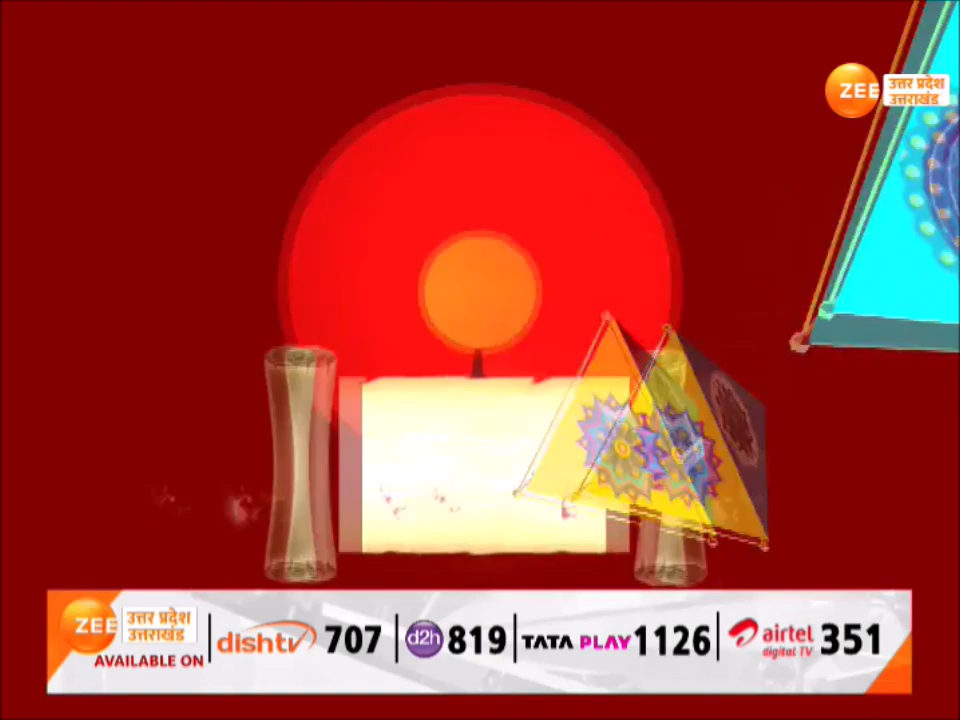 ZEE उत्तर प्रदेश
उत्तराखंड
ZEE उत्तर प्रदेश
उत्तराखंड
AVAILABLE ON
dishtv 707
d2h 819
TATA PLAY 1126
airtel
digital TV
351